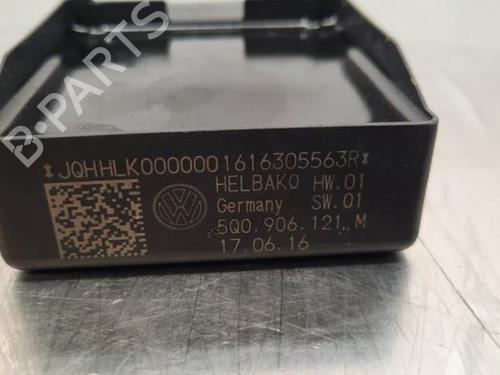 B-PARTS
*JQHHLK0000001616305563R*
HELBAKO HW.01
Germany SW.01
5Q0.906.121.M
17.06.16